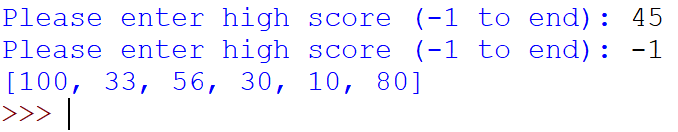 Please enter high score (-1 to end): 45
Please enter high score (-1 to end): -1
[100, 33, 56, 30, 10, 80]
>>>